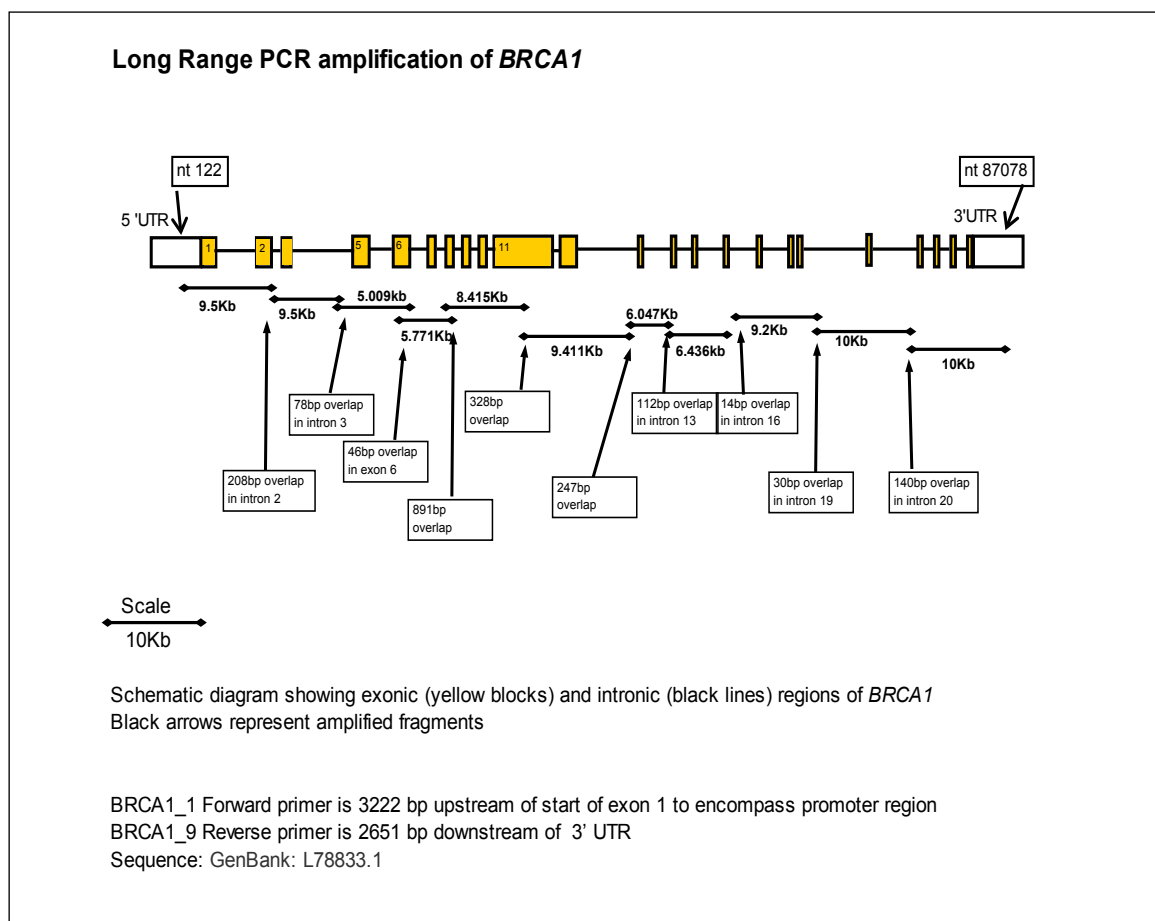 Long Range PCR amplification of BRCA1
nt 122
nt 87078
5 'UTR
3'UTR
1
2
5
6
11
9.5Kb
9.5Kb
5.009kb
5.771Kb
8.415Kb
9.411Kb
6.047Kb
6.436kb
9.2Kb
10Kb
10Kb
208bp overlap
in intron 2
78bp overlap
in intron 3
46bp overlap
in exon 6
891bp
overlap
328bp
overlap
247bp
overlap
112bp overlap
in intron 13
14bp overlap
in intron 16
30bp overlap
in intron 19
140bp overlap
in intron 20
Scale
10Kb
Schematic diagram showing exonic (yellow blocks) and intronic (black lines) regions of BRCA1
Black arrows represent amplified fragments
BRCA1_1 Forward primer is 3222 bp upstream of start of exon 1 to encompass promoter region
BRCA1_9 Reverse primer is 2651 bp downstream of 3' UTR
Sequence: GenBank: L78833.1